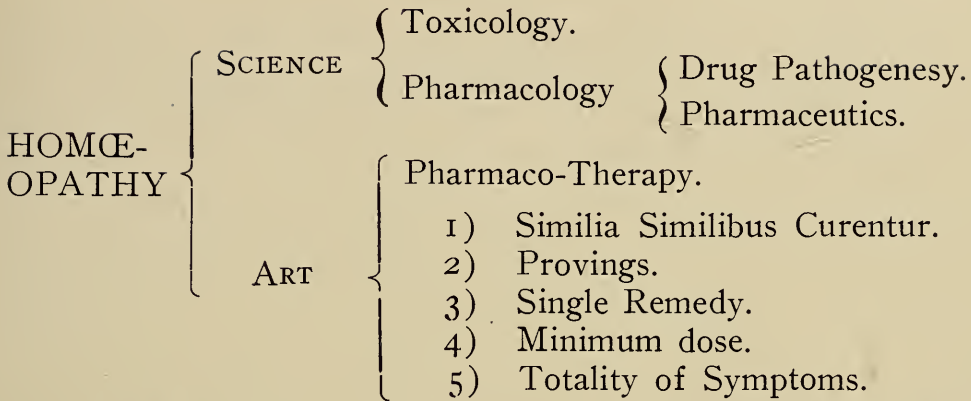 HOMŒ-
OPATHY
SCIENCE
Toxicology.
Pharmacology
Drug Pathogenesy.
Pharmaceutics.
ART
Pharmaco-Therapy.
1) Similia Similibus Curentur.
2) Provings.
3) Single Remedy.
4) Minimum dose.
5) Totality of Symptoms.